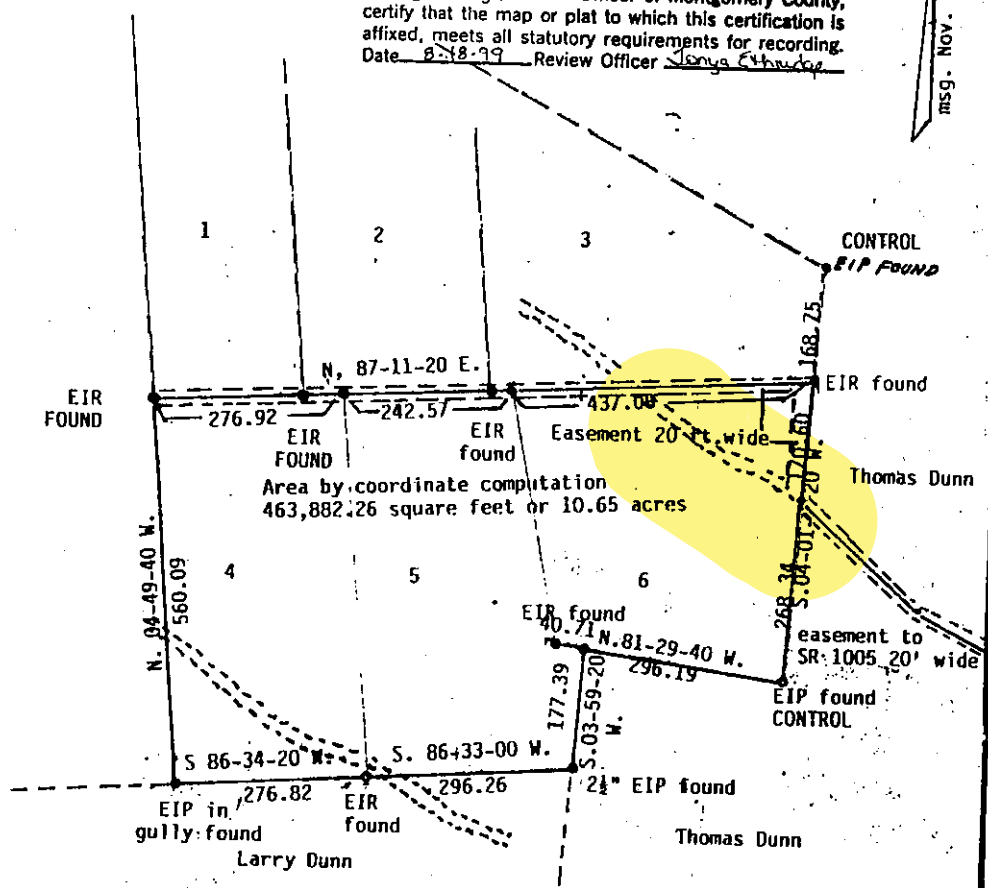 certify that the map or plat to which this certification is
affixed, meets all statutory requirements for recording.
Date 8-18-99 Review Officer
msg. Nov.
1
2
3
CONTROL
EIP FOUND
168.75
N, 87-11-20 E.
EIR
FOUND
EIR found
276.92
242.57
437.00
EIR
FOUND
EIR
found
Easement 20 ft. wide
170.60
Thomas Dunn
Area by coordinate computation
463,882.26 square feet or 10.65 acres
N. 04-49-40 W.
560.09
S.04-01-20 W.
268.34
4
5
6
EIR found
40.71
N.81-29-40 W.
296.19
easement to
SR 1005 20' wide
177.39
S.03-59-20
W.
EIP found
CONTROL
S 86-34-20 W.
S. 86-33-00 W.
276.82
296.26
2½" EIP found
EIP in
gully found
EIR
found
Larry Dunn
Thomas Dunn